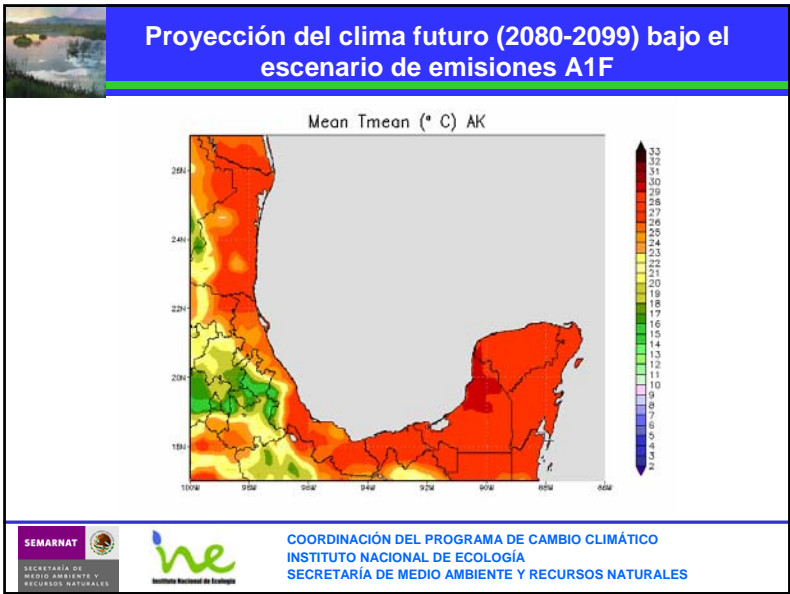 Proyección del clima futuro (2080-2099) bajo el
escenario de emisiones A1F
Mean Tmean (° C) AK
26N
24N
22N
20N
18N
100W 98W 96W 94W 92W 90W 88W 86W
33
32
31
30
29
28
27
26
25
24
23
22
21
20
19
18
17
16
15
14
13
12
11
10
9
8
7
6
5
4
3
2
SEMARNAT
SECRETARÍA DE
MEDIO AMBIENTE Y
RECURSOS NATURALES
ine
Instituto Nacional de Ecología
COORDINACIÓN DEL PROGRAMA DE CAMBIO CLIMÁTICO
INSTITUTO NACIONAL DE ECOLOGÍA
SECRETARÍA DE MEDIO AMBIENTE Y RECURSOS NATURALES